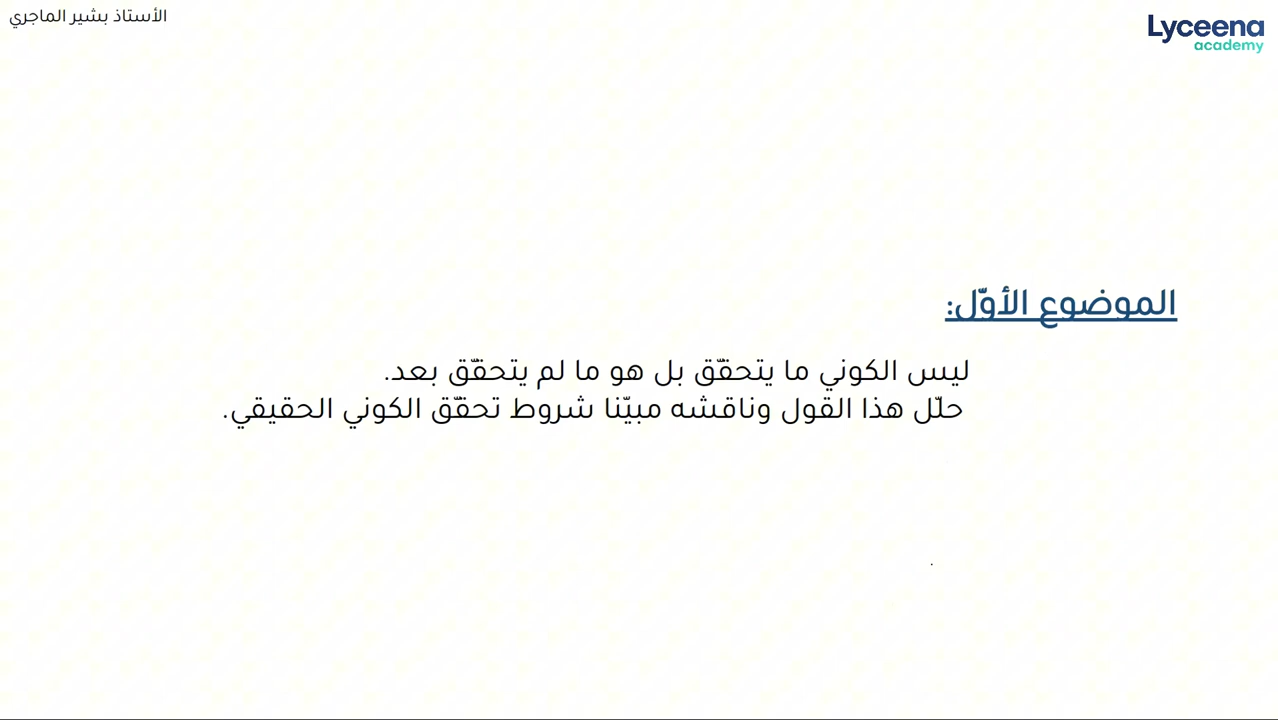 الأستاذ بشير الماجري
Lyceena
academy
الموضوع الأوّل:
ليس الكوني ما يتحقّق بل هو ما لم يتحقّق بعد.
حلّل هذا القول وناقشه مبيّنا شروط تحقّق الكوني الحقيقي.